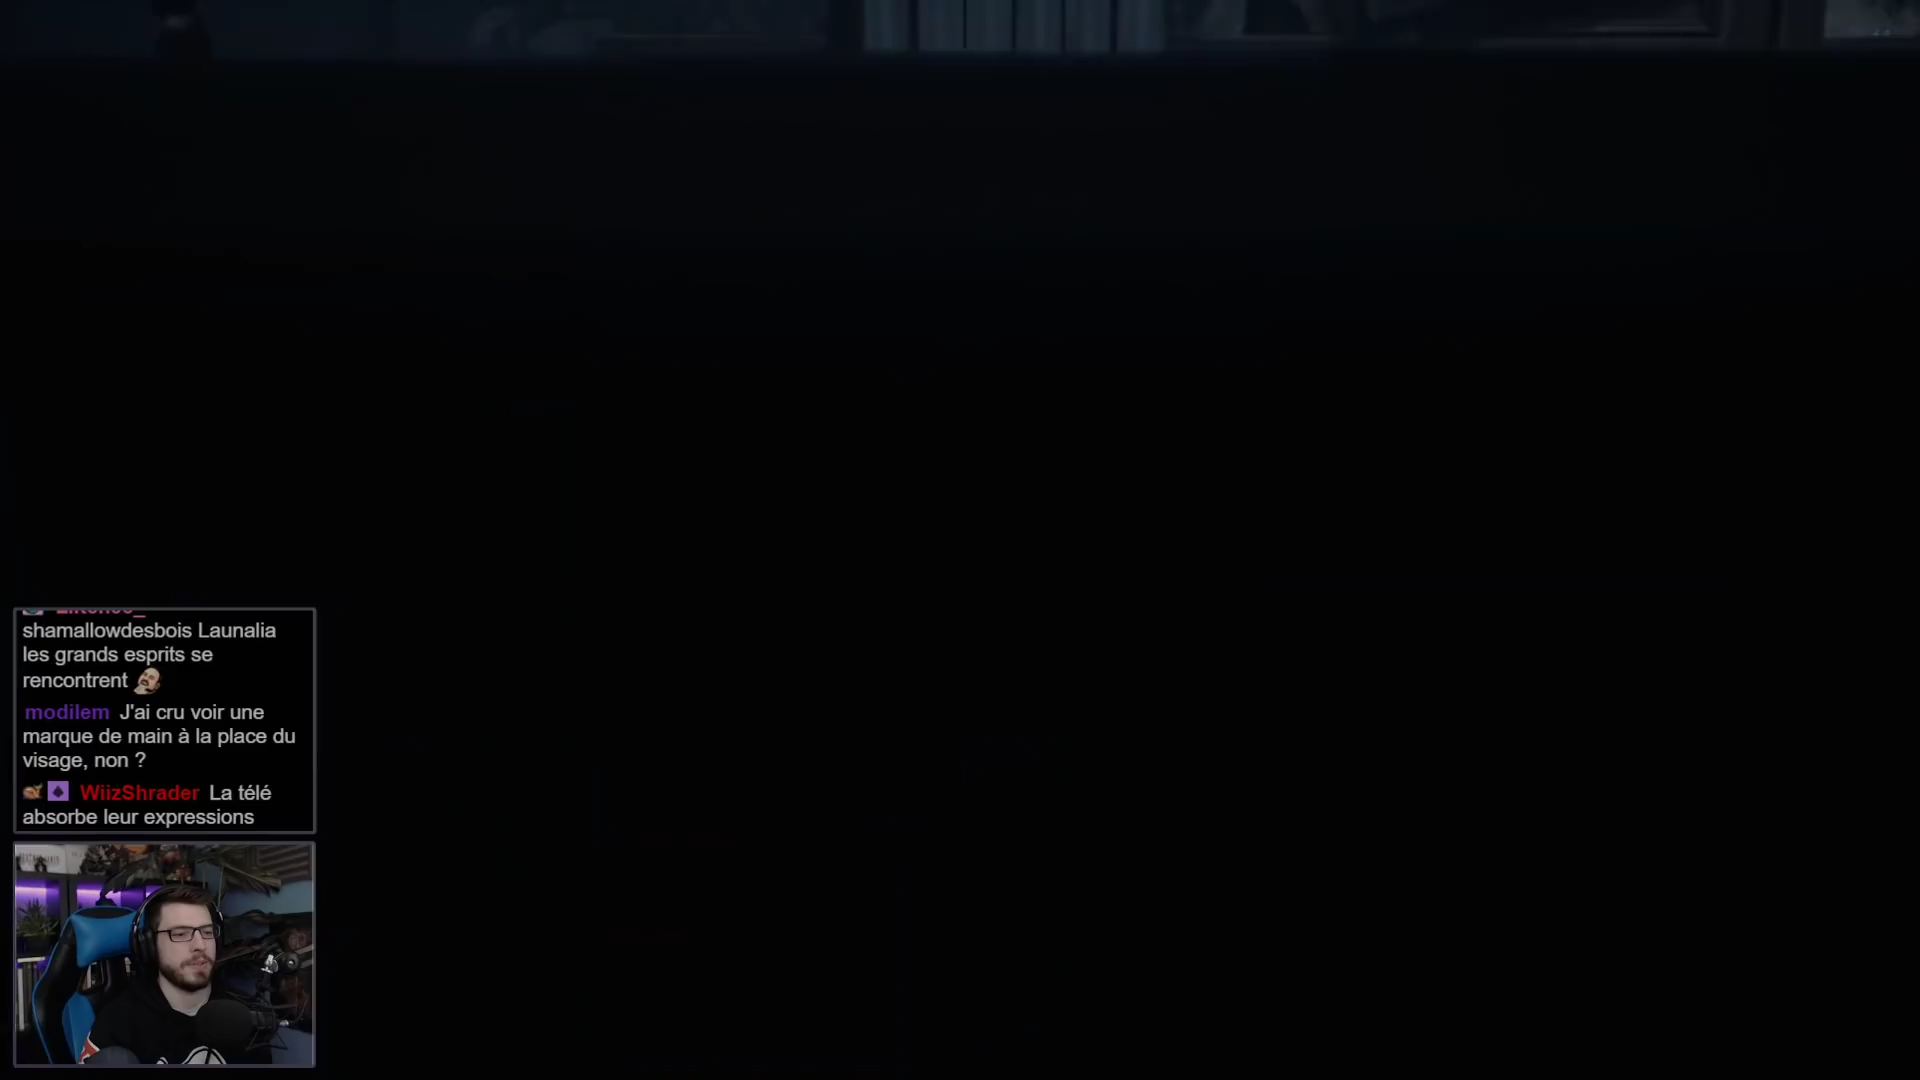 shamallowdesbois Launalia
les grands esprits se
rencontrent
modilem J'ai cru voir une
marque de main à la place du
visage, non ?
WiizShrader La télé
absorbe leur expressions